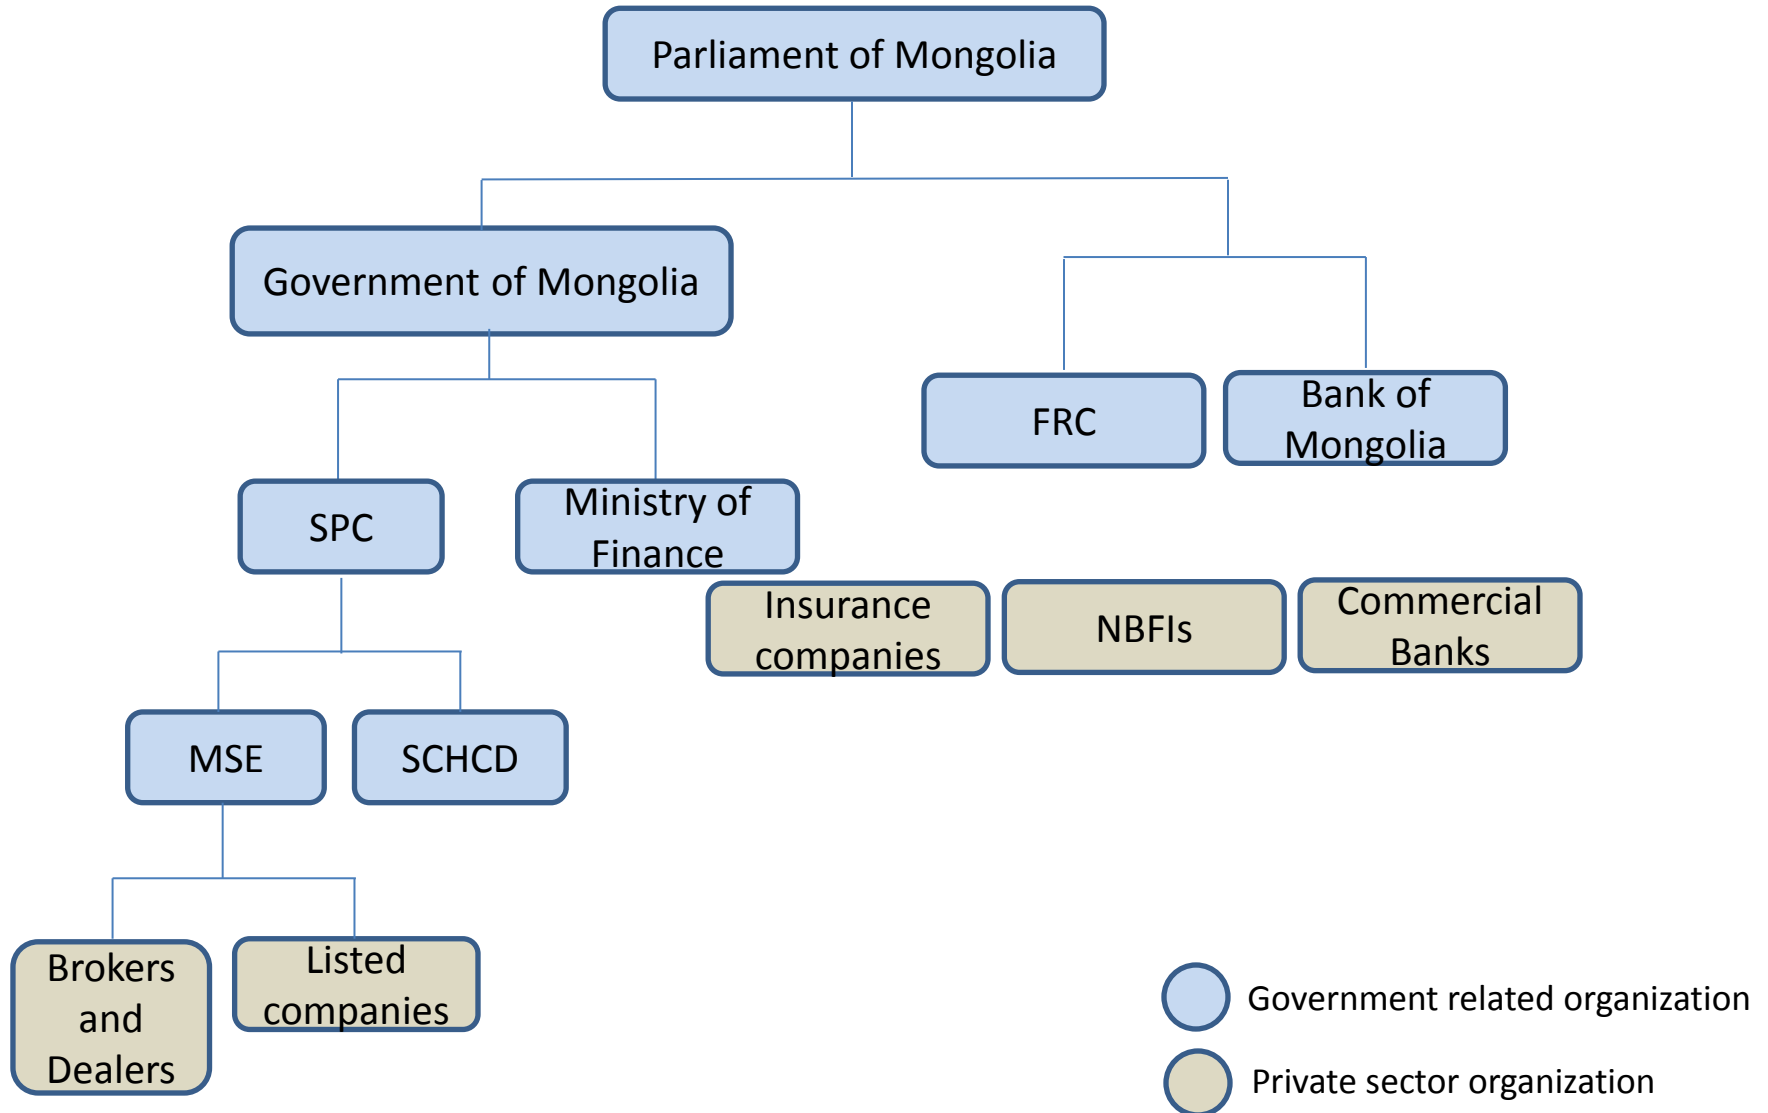 Parliament of Mongolia
Government of Mongolia
FRC
Bank of
Mongolia
SPC
Ministry of
Finance
Insurance
companies
NBFIs
Commercial
Banks
MSE
SCHCD
Brokers
and
Dealers
Listed
companies
Government related organization
Private sector organization